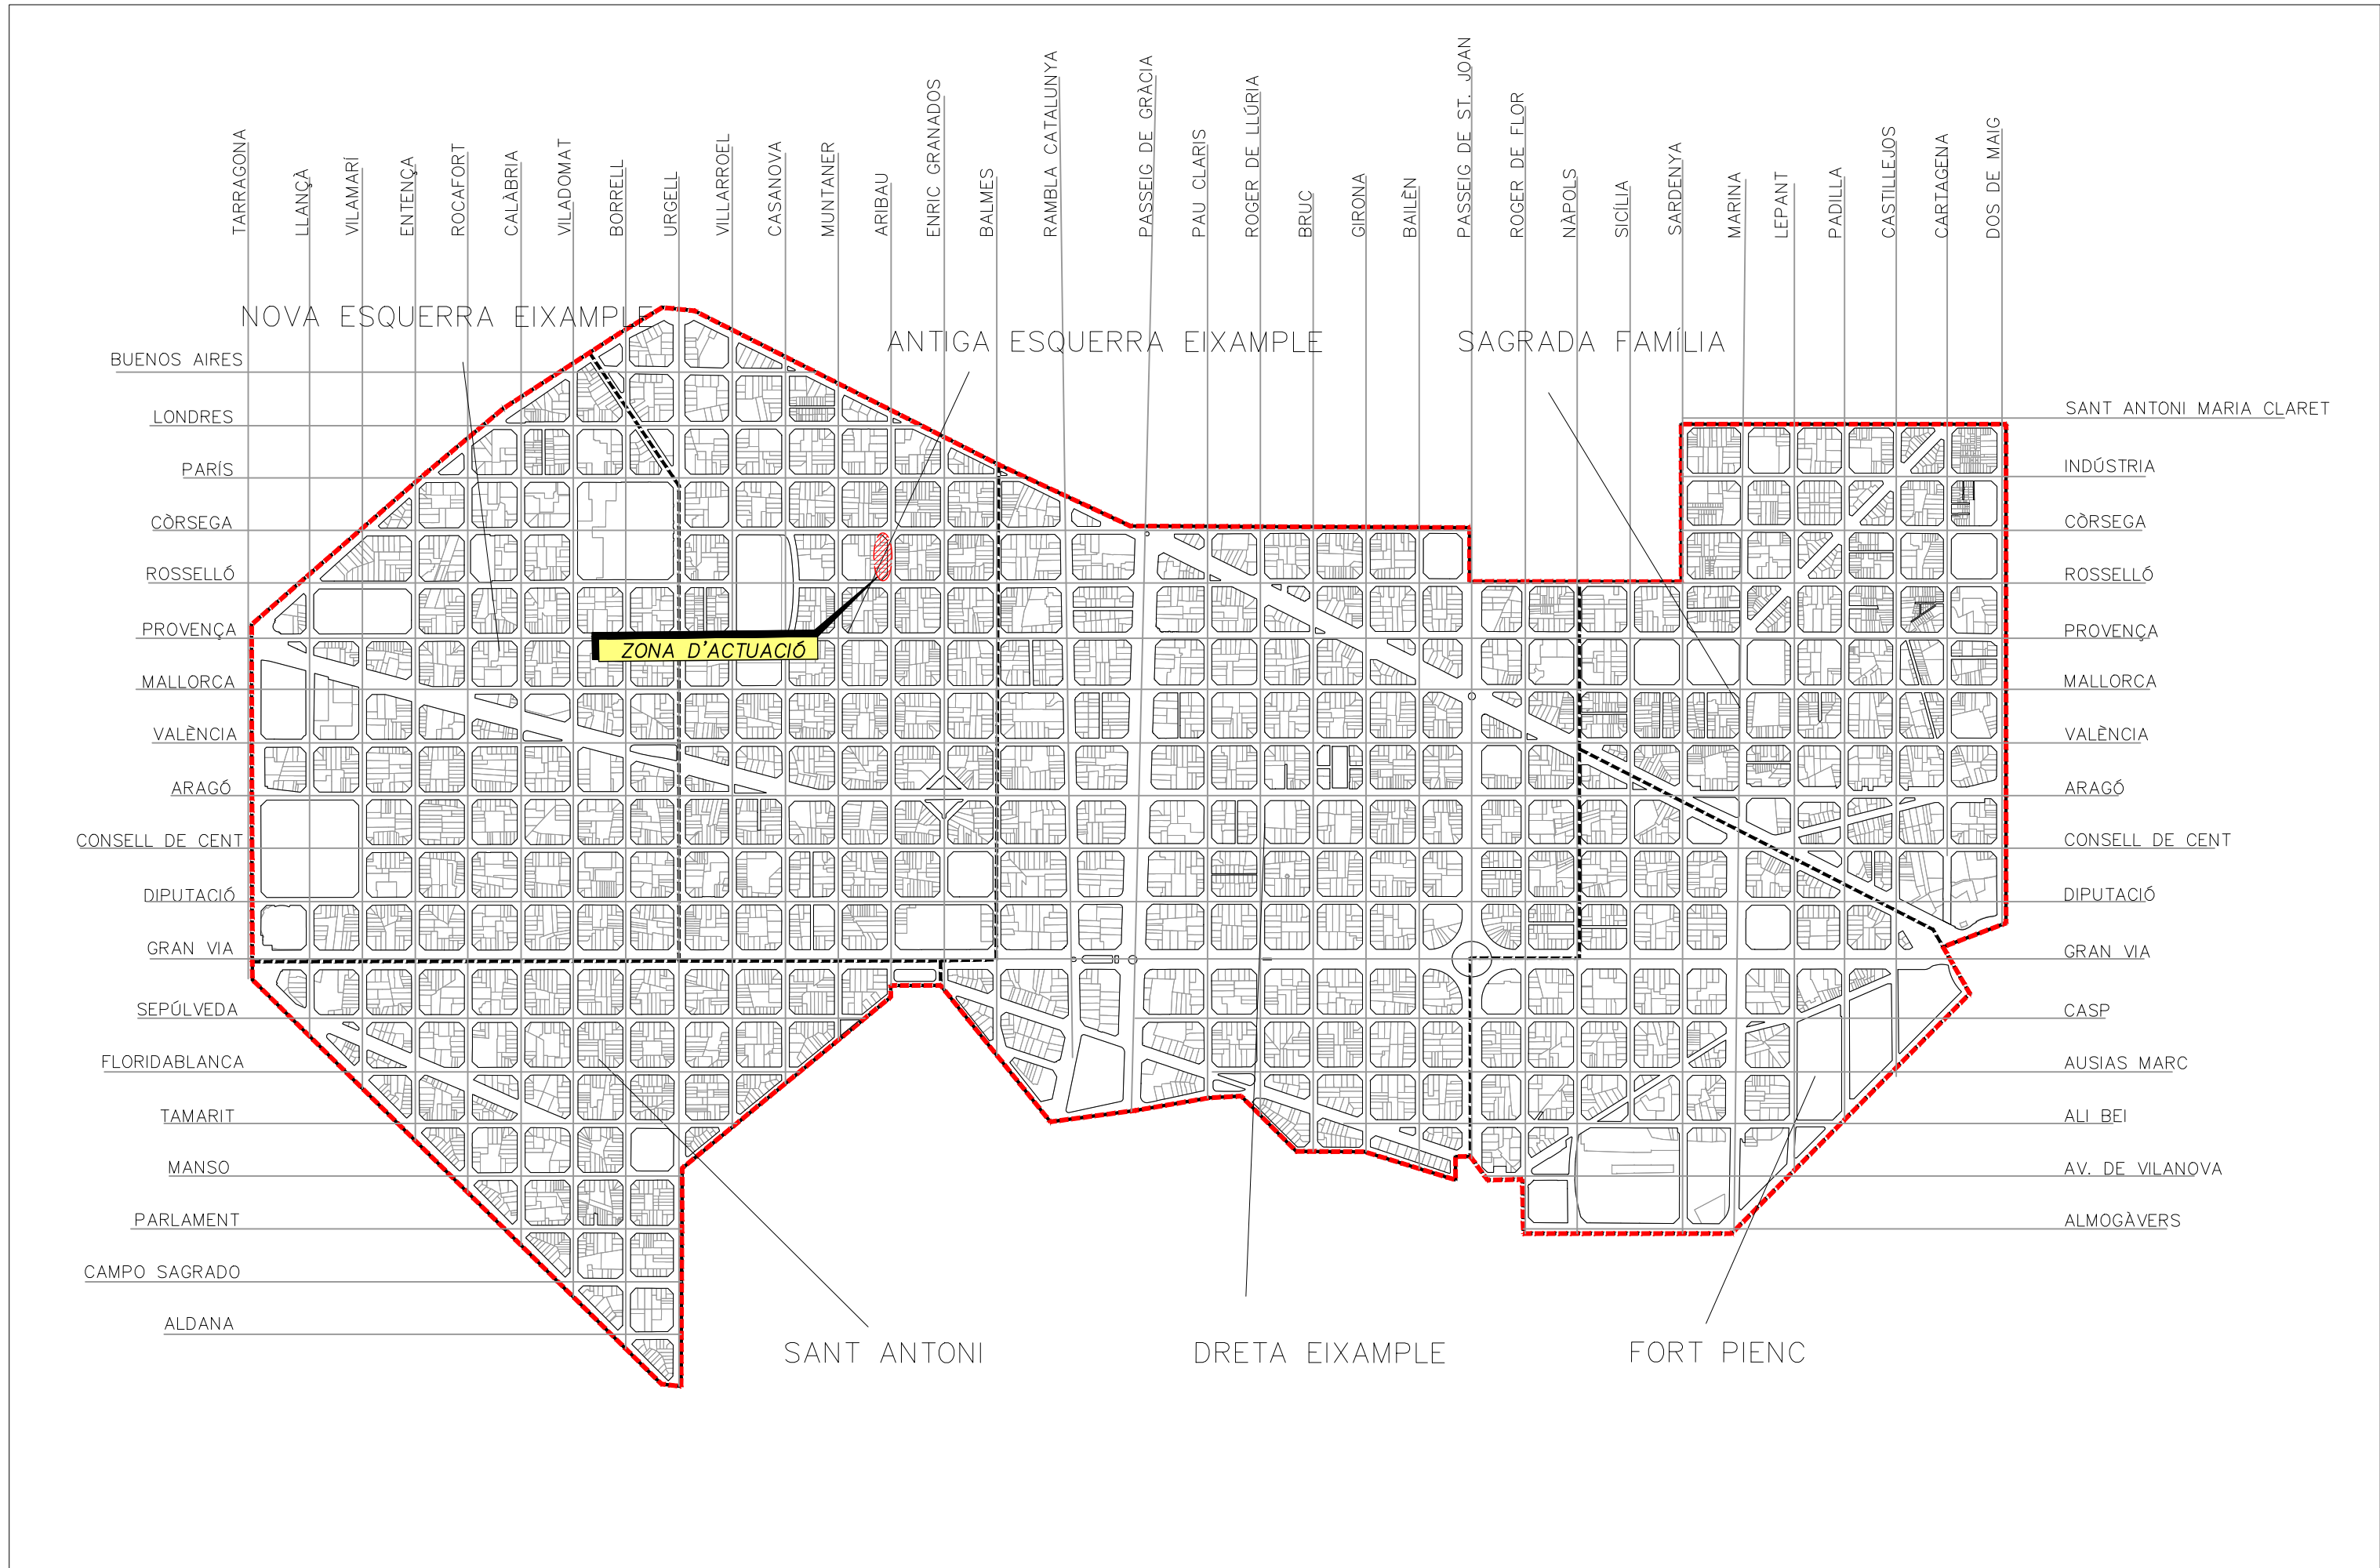 TARRAGONA
LLANÇÀ
VILAMARÍ
ENTENÇA
ROCAFORT
CALÀBRIA
VILADOMAT
BORRELL
URGELL
VILLARROEL
CASANOVA
MUNTANER
ARIBAU
ENRIC GRANADOS
BALMES
RAMBLA CATALUNYA
PASSEIG DE GRÀCIA
PAU CLARIS
ROGER DE LLÚRIA
BRUC
GIRONA
BAILÈN
PASSEIG DE ST. JOAN
ROGER DE FLOR
NÀPOLS
SICÍLIA
SARDENYA
MARINA
LEPANT
PADILLA
CASTILLEJOS
CARTAGENA
DOS DE MAIG
NOVA ESQUERRA EIXAMPLE
ANTIGA ESQUERRA EIXAMPLE
SAGRADA FAMÍLIA
BUENOS AIRES
LONDRES
PARÍS
CÒRSEGA
ROSSELLÓ
PROVENÇA
MALLORCA
VALÈNCIA
ARAGÓ
CONSELL DE CENT
DIPUTACIÓ
GRAN VIA
SEPÚLVEDA
FLORIDABLANCA
TAMARIT
MANSO
PARLAMENT
CAMPO SAGRADO
ALDANA
ZONA D'ACTUACIÓ
SANT ANTONI MARIA CLARET
INDÚSTRIA
CÒRSEGA
ROSSELLÓ
PROVENÇA
MALLORCA
VALÈNCIA
ARAGÓ
CONSELL DE CENT
DIPUTACIÓ
GRAN VIA
CASP
AUSIAS MARC
ALI BEI
AV. DE VILANOVA
ALMOGÀVERS
SANT ANTONI
DRETA EIXAMPLE
FORT PIENC